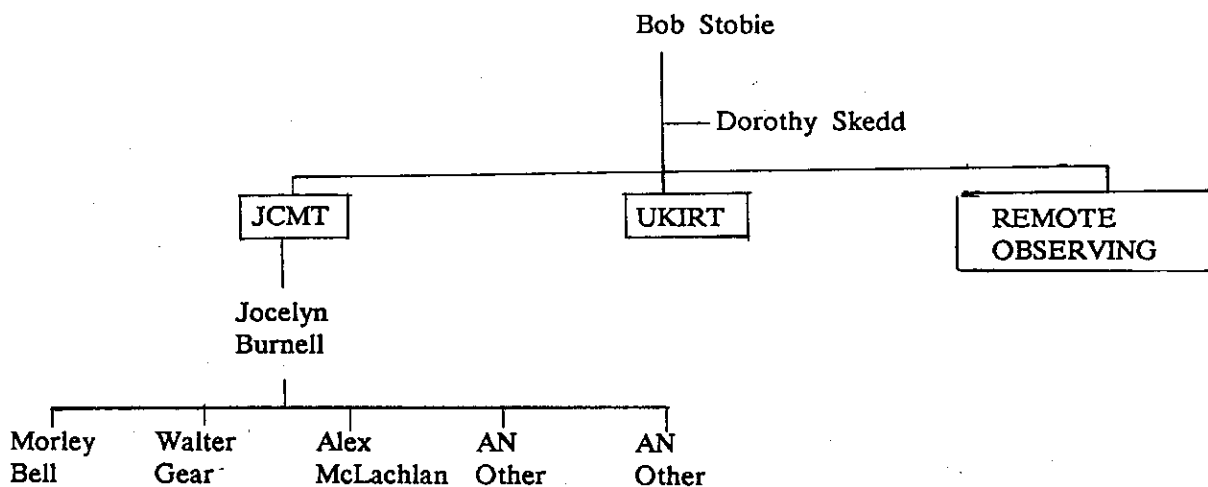 Bob Stobie
Dorothy Skedd
JCMT
UKIRT
REMOTE
OBSERVING
Jocelyn
Burnell
Morley
Bell
Walter
Gear
Alex
McLachlan
AN
Other
AN
Other